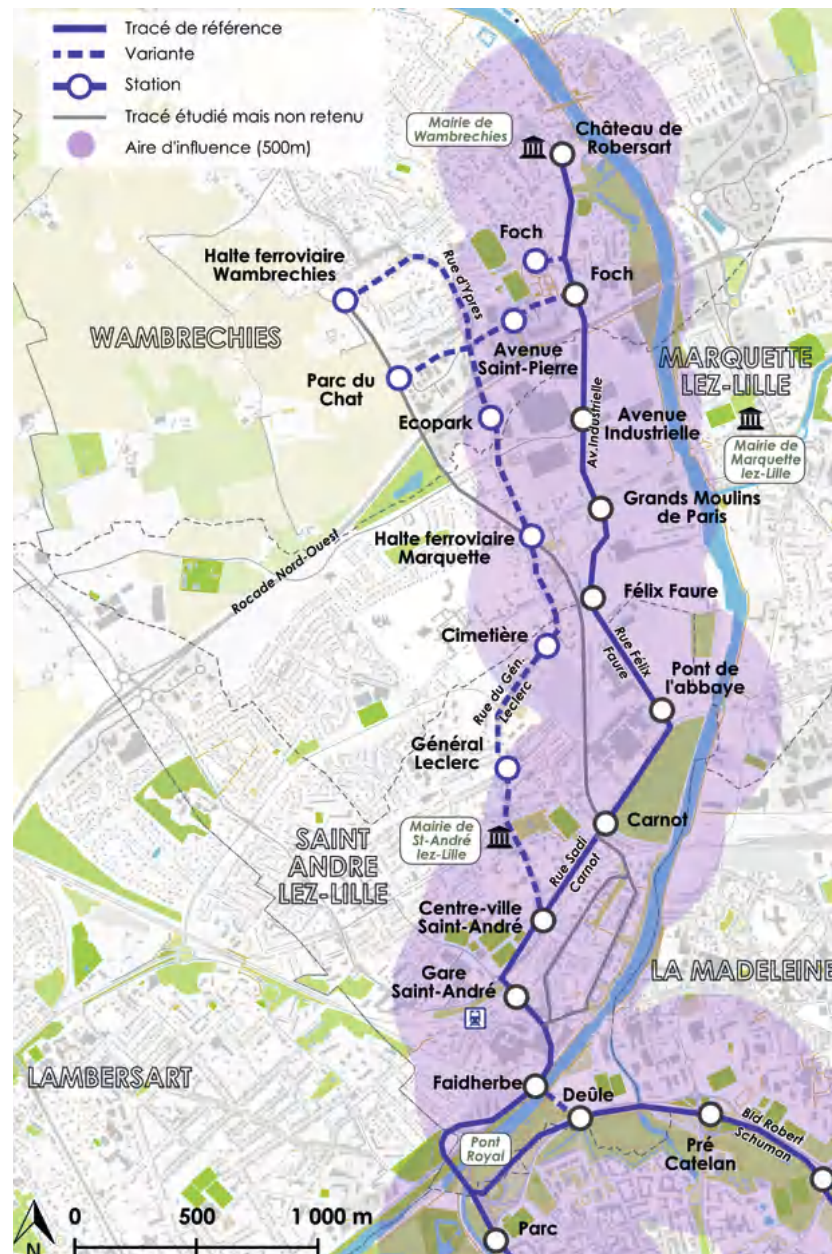 Tracé de référence
Variante
Station
Tracé étudié mais non retenu
Aire d'influence (500m)
Mairie de
Wambrechies
Château de
Robersart
Halte ferroviaire
Wambrechies
Rue d'Ypres
Foch
Foch
WAMBRECHIES
Avenue
Saint-Pierre
MARQUETTE
LEZ-LILLE
Parc du
Chat
Ecopark
Av.Industrielle
Avenue
Industrielle
Mairie de
Marquette
lez-Lille
Grands Moulins
de Paris
Rocade Nord-Ouest
Halte ferroviaire
Marquette
Félix Faure
Cimetière
Rue Félix
Faure
Pont de
l'abbaye
Rue du Gén.
Leclerc
Général
Leclerc
Carnot
Mairie de
St-André
lez-Lille
SAINT
ANDRE
LEZ-LILLE
Rue Sadi
Carnot
Centre-ville
Saint-André
LA MADELEINE
Gare
Saint-André
LAMBERSART
Faidherbe
Deûle
Bld Robert
Schuman
Pont
Royal
Pré
Catelan
Parc
N
0 500 1 000 m